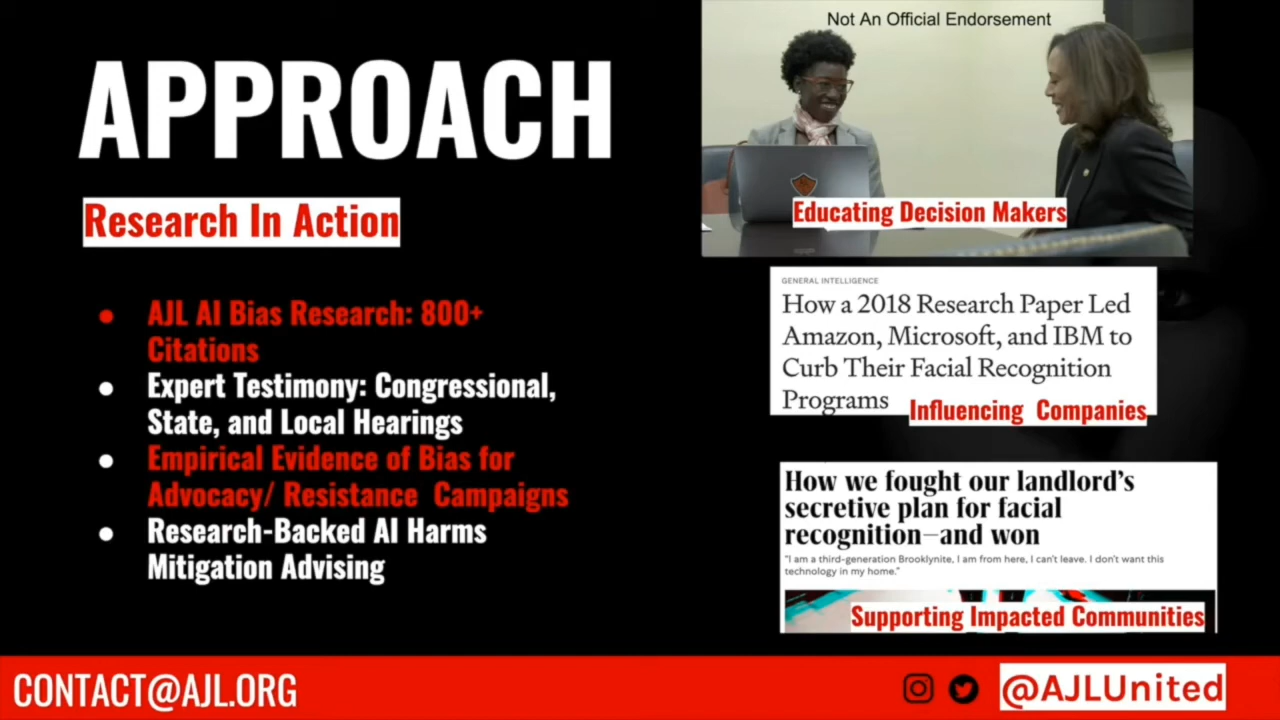 APPROACH
Research In Action
AJL AI Bias Research: 800+
Citations
Expert Testimony: Congressional,
State, and Local Hearings
Empirical Evidence of Bias for
Advocacy/ Resistance Campaigns
Research-Backed AI Harms
Mitigation Advising
Not An Official Endorsement
Educating Decision Makers
GENERAL INTELLIGENCE
How a 2018 Research Paper Led
Amazon, Microsoft, and IBM to
Curb Their Facial Recognition
Programs
Influencing Companies
How we fought our landlord's
secretive plan for facial
recognition—and won
"I am a third-generation Brooklynite, I am from here, I can't leave. I don't want this
technology in my home."
Supporting Impacted Communities
CONTACT@AJL.ORG
@AJLUnited